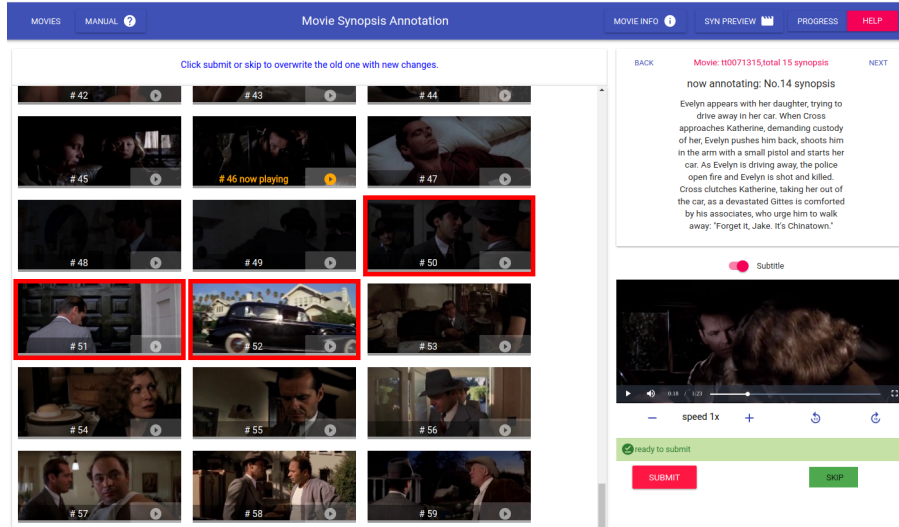 MOVIES MANUAL ? Movie Synopsis Annotation MOVIE INFO i SYN PREVIEW PROGRESS HELP
Click submit or skip to overwrite the old one with new changes.
# 42 # 43 # 44
# 45 # 46 now playing # 47
# 48 # 49 # 50
# 51 # 52 # 53
# 54 # 55 # 56
# 57 # 58 # 59
BACK Movie: tt0071315,total 15 synopsis NEXT
now annotating: No.14 synopsis
Evelyn appears with her daughter, trying to
drive away in her car. When Cross
approaches Katherine, demanding custody
of her, Evelyn pushes him back, shoots him
in the arm with a small pistol and starts her
car. As Evelyn is driving away, the police
open fire and Evelyn is shot and killed.
Cross clutches Katherine, taking her out of
the car, as a devastated Gittes is comforted
by his associates, who urge him to walk
away: "Forget it, Jake. It's Chinatown."
Subtitle
0:18 / 1:23
speed 1x
ready to submit
SUBMIT SKIP